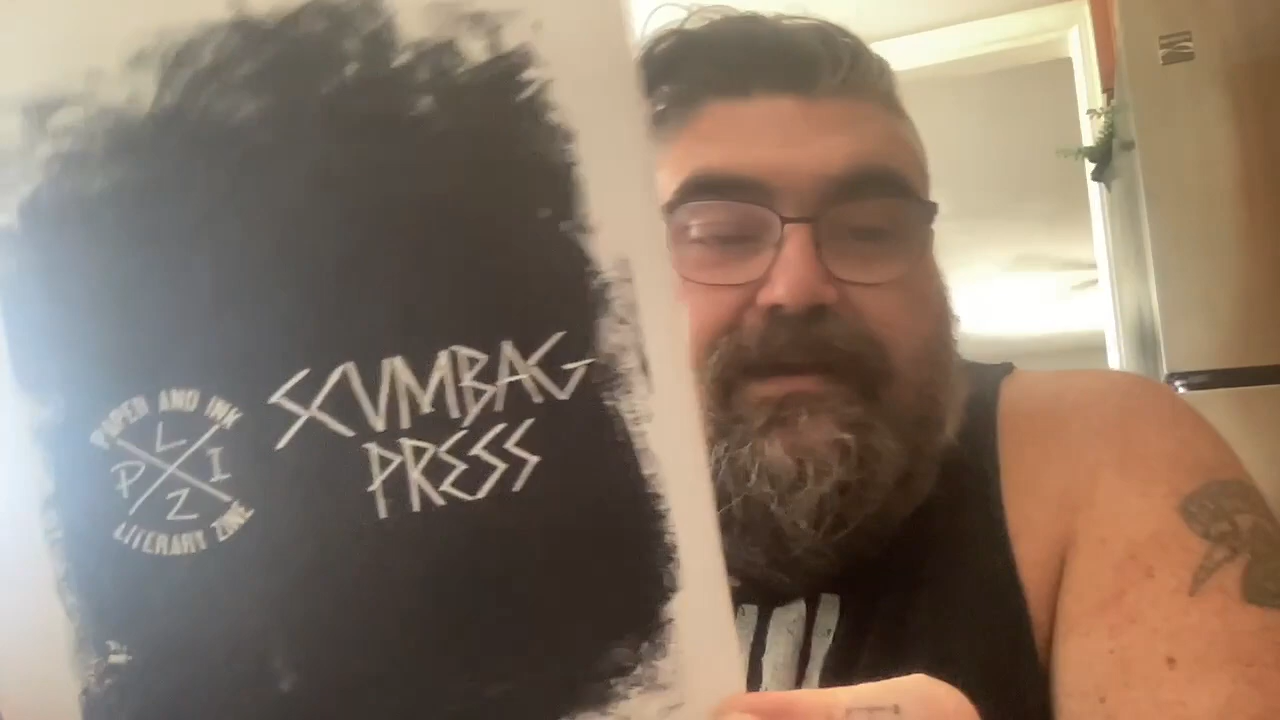 PAPER AND INK
L
P I
Z
LITERARY ZINE
SCUMBAG
PRESS